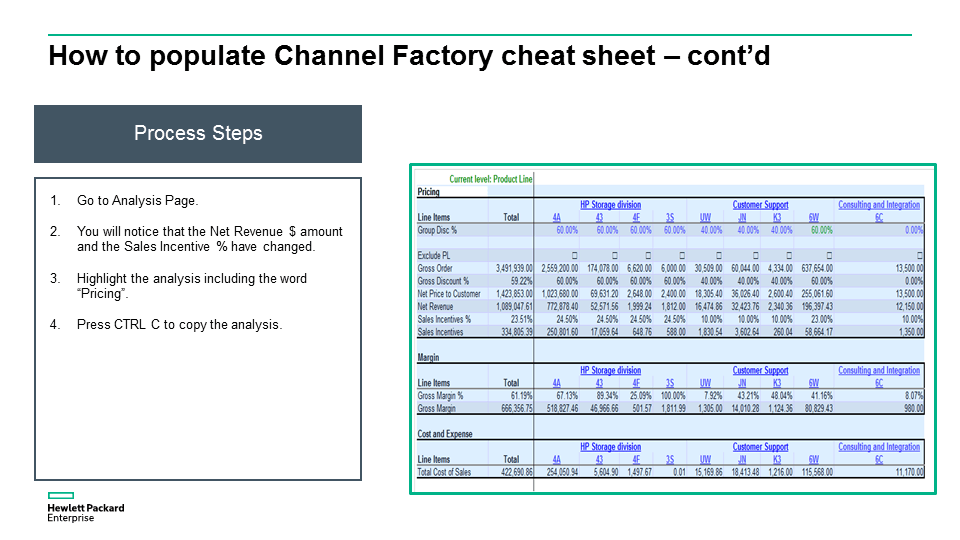 How to populate Channel Factory cheat sheet – cont’d
Process Steps
1. Go to Analysis Page.
2. You will notice that the Net Revenue $ amount
and the Sales Incentive % have changed.
3. Highlight the analysis including the word
“Pricing”.
4. Press CTRL C to copy the analysis.
Current level: Product Line
Pricing
HP Storage division Customer Support Consulting and Integration
Line Items Total 4A 43 4F 3S UW JN K3 6W 6C
Group Disc % 60.00% 60.00% 60.00% 60.00% 40.00% 40.00% 40.00% 60.00% 0.00%
Exclude PL
Gross Order 3,491,939.00 2,559,200.00 174,078.00 6,620.00 6,000.00 30,509.00 60,044.00 4,334.00 637,654.00 13,500.00
Gross Discount % 59.22% 60.00% 60.00% 60.00% 60.00% 40.00% 40.00% 40.00% 60.00% 0.00%
Net Price to Customer 1,423,853.00 1,023,680.00 69,631.20 2,648.00 2,400.00 18,305.40 36,026.40 2,600.40 255,061.60 13,500.00
Net Revenue 1,089,047.61 772,878.40 52,571.56 1,999.24 1,812.00 16,474.86 32,423.76 2,340.36 196,397.43 12,150.00
Sales Incentives % 23.51% 24.50% 24.50% 24.50% 24.50% 10.00% 10.00% 10.00% 23.00% 10.00%
Sales Incentives 334,805.39 250,801.60 17,059.64 648.76 588.00 1,830.54 3,602.64 260.04 58,664.17 1,350.00
Margin
HP Storage division Customer Support Consulting and Integration
Line Items Total 4A 43 4F 3S UW JN K3 6W 6C
Gross Margin % 61.19% 67.13% 89.34% 25.09% 100.00% 7.92% 43.21% 48.04% 41.16% 8.07%
Gross Margin 666,356.75 518,827.46 46,966.66 501.57 1,811.99 1,305.00 14,010.28 1,124.36 80,829.43 980.00
Cost and Expense
HP Storage division Customer Support Consulting and Integration
Line Items Total 4A 43 4F 3S UW JN K3 6W 6C
Total Cost of Sales 422,690.86 254,050.94 5,604.90 1,497.67 0.01 15,169.86 18,413.48 1,216.00 115,568.00 11,170.00
Hewlett Packard
Enterprise